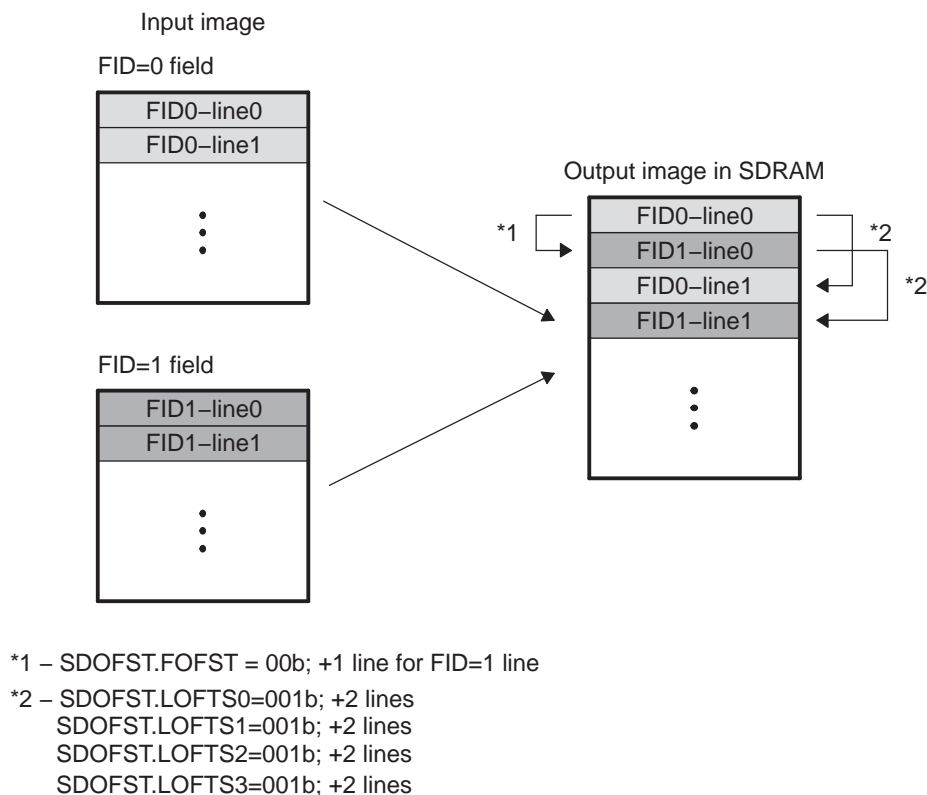 Input image
FID=0 field
FID0−line0
FID0−line1
FID=1 field
FID1−line0
FID1−line1
Output image in SDRAM
FID0−line0
FID1−line0
FID0−line1
FID1−line1
*1
*2
*2
*1 − SDOFST.FOFST = 00b; +1 line for FID=1 line
*2 − SDOFST.LOFTS0=001b; +2 lines
SDOFST.LOFTS1=001b; +2 lines
SDOFST.LOFTS2=001b; +2 lines
SDOFST.LOFTS3=001b; +2 lines